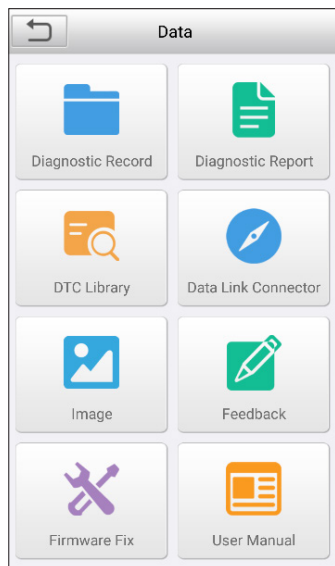 Data
Diagnostic Record
Diagnostic Report
DTC Library
Data Link Connector
Image
Feedback
Firmware Fix
User Manual